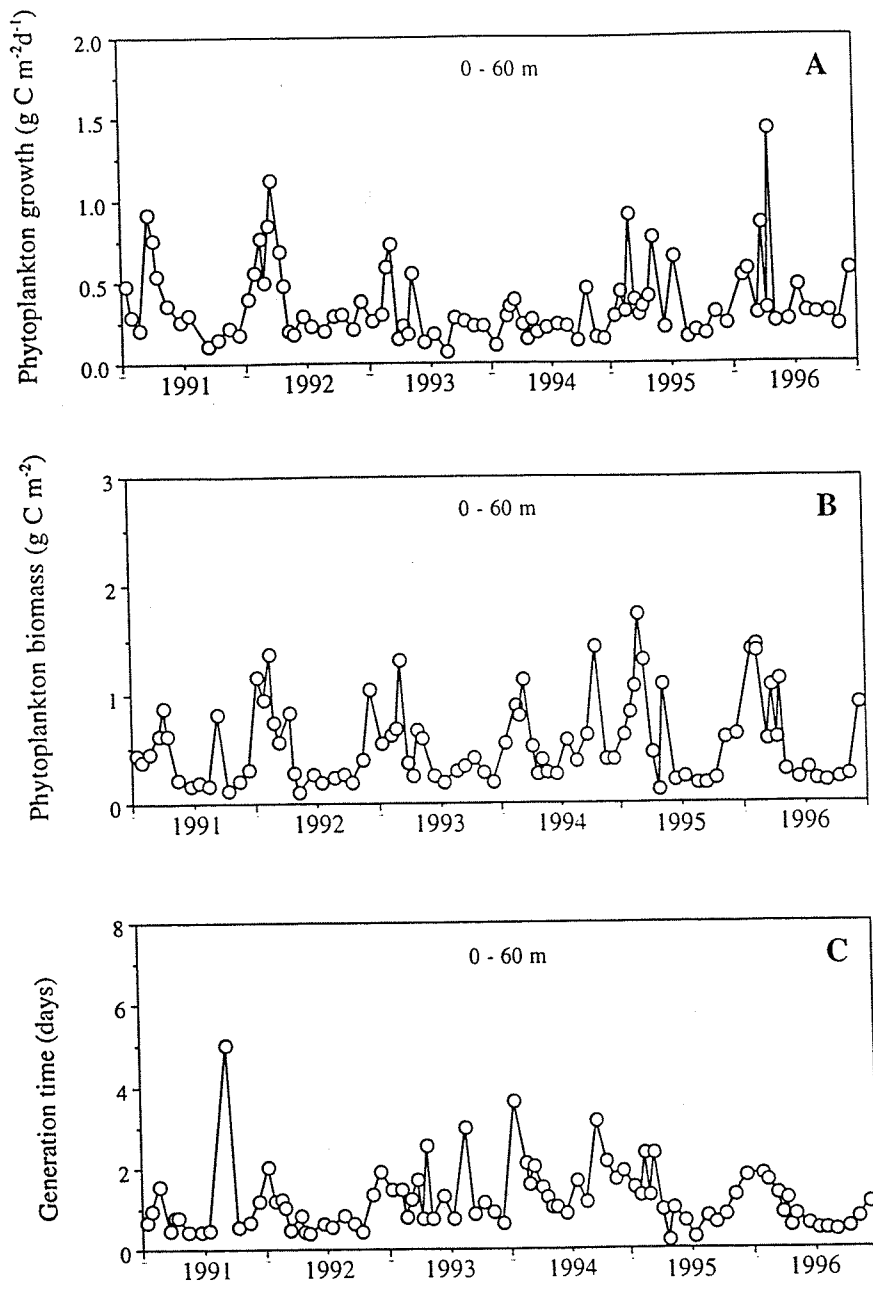 Phytoplankton growth (g C m⁻²d⁻¹)
2.0
1.5
1.0
0.5
0.0
0 - 60 m
A
1991 1992 1993 1994 1995 1996
Phytoplankton biomass (g C m⁻²)
3
2
1
0
0 - 60 m
B
1991 1992 1993 1994 1995 1996
Generation time (days)
8
6
4
2
0
0 - 60 m
C
1991 1992 1993 1994 1995 1996